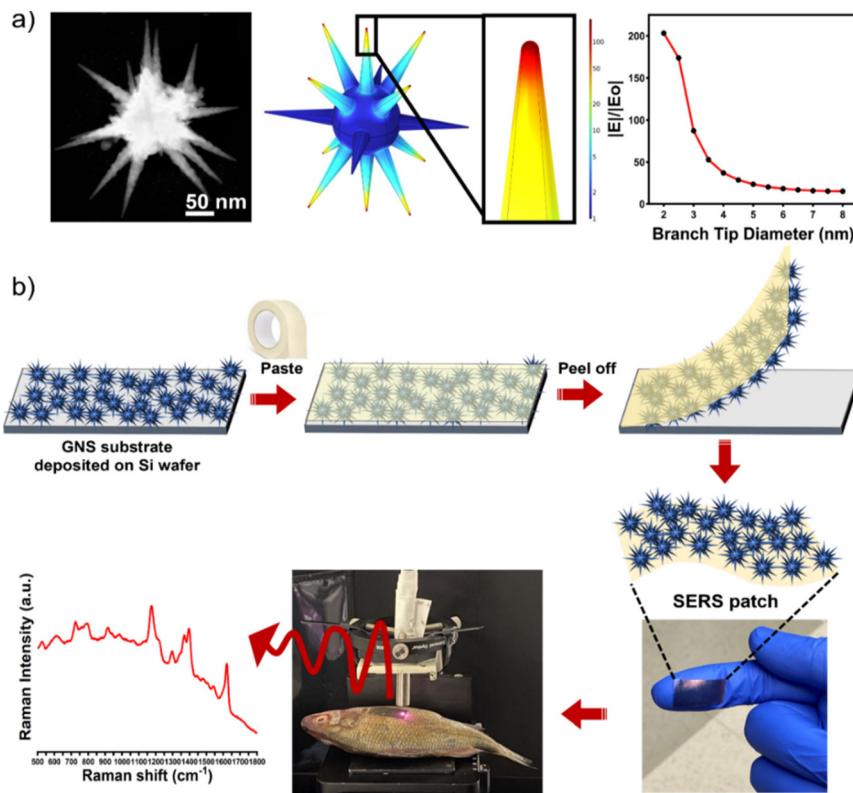 a)
50 nm
100
50
20
10
5
2
1
|E|/|Eo|
200
150
100
50
0
2 3 4 5 6 7 8
Branch Tip Diameter (nm)
b)
Paste
Peel off
GNS substrate
deposited on Si wafer
SERS patch
Raman Intensity (a.u.)
500 600 700 800 900 1000 1100 1200 1300 1400 1500 1600 1700 1800
Raman shift (cm⁻¹)